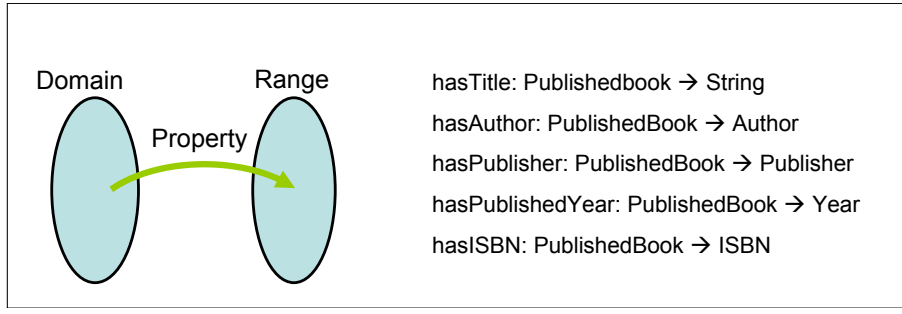 Domain
Range
Property
hasTitle: Publishedbook → String
hasAuthor: PublishedBook → Author
hasPublisher: PublishedBook → Publisher
hasPublishedYear: PublishedBook → Year
hasISBN: PublishedBook → ISBN